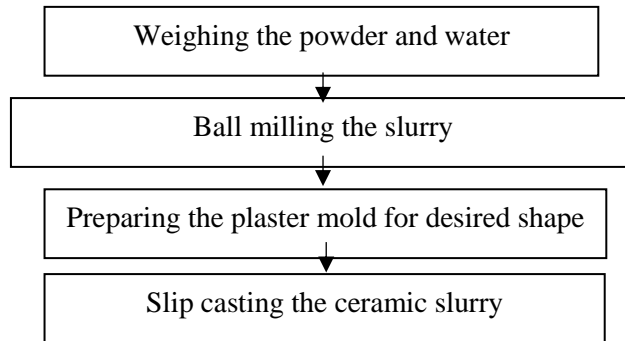 Weighing the powder and water
Ball milling the slurry
Preparing the plaster mold for desired shape
Slip casting the ceramic slurry